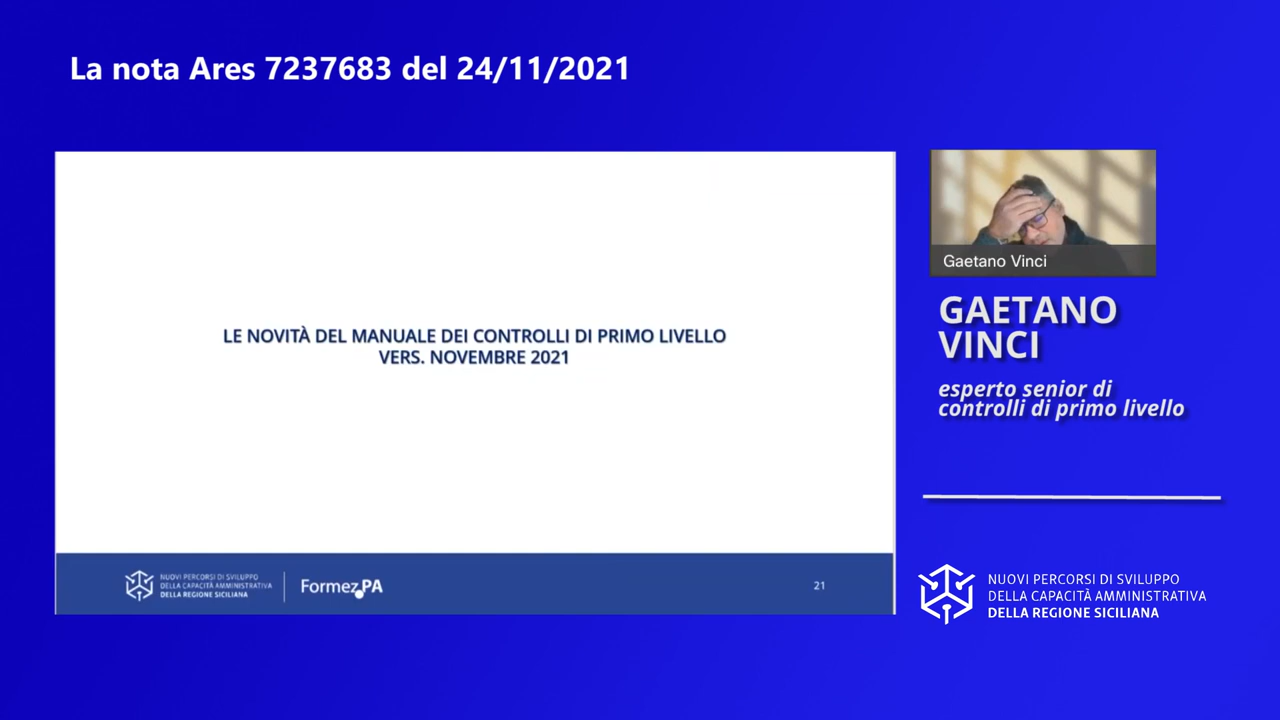 La nota Ares 7237683 del 24/11/2021
LE NOVITÀ DEL MANUALE DEI CONTROLLI DI PRIMO LIVELLO
VERS. NOVEMBRE 2021
NUOVI PERCORSI DI SVILUPPO
DELLA CAPACITÀ AMMINISTRATIVA
DELLA REGIONE SICILIANA
Formez PA
21
Gaetano Vinci
GAETANO
VINCI
esperto senior di
controlli di primo livello
NUOVI PERCORSI DI SVILUPPO
DELLA CAPACITÀ AMMINISTRATIVA
DELLA REGIONE SICILIANA